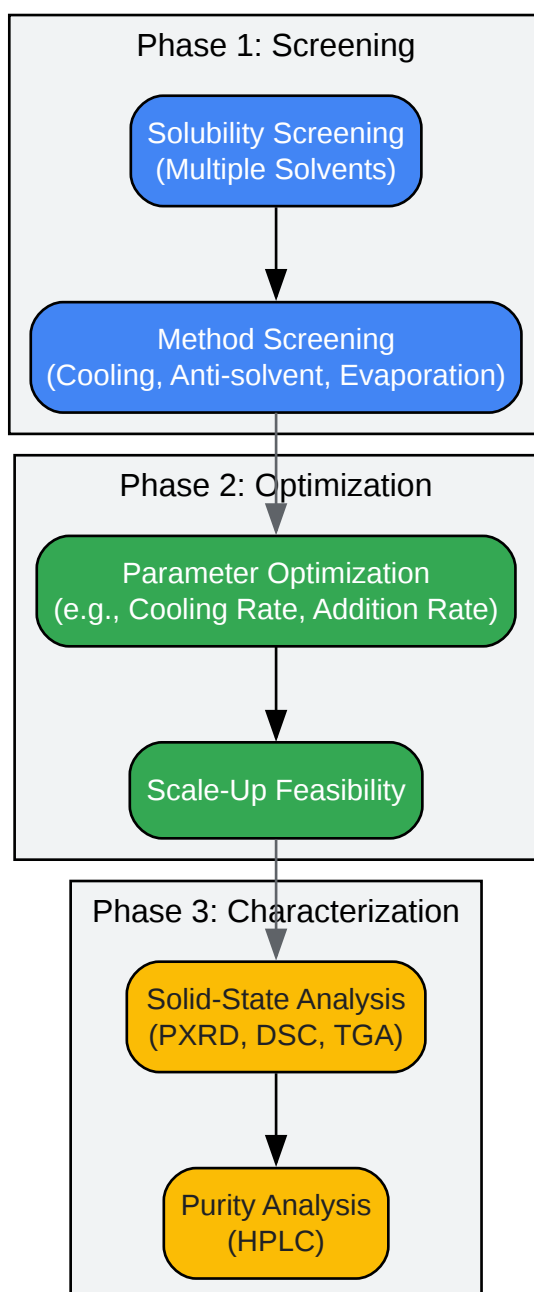 Phase 1: Screening
Solubility Screening
(Multiple Solvents)
Method Screening
(Cooling, Anti-solvent, Evaporation)
Phase 2: Optimization
Parameter Optimization
(e.g., Cooling Rate, Addition Rate)
Scale-Up Feasibility
Phase 3: Characterization
Solid-State Analysis
(PXRD, DSC, TGA)
Purity Analysis
(HPLC)